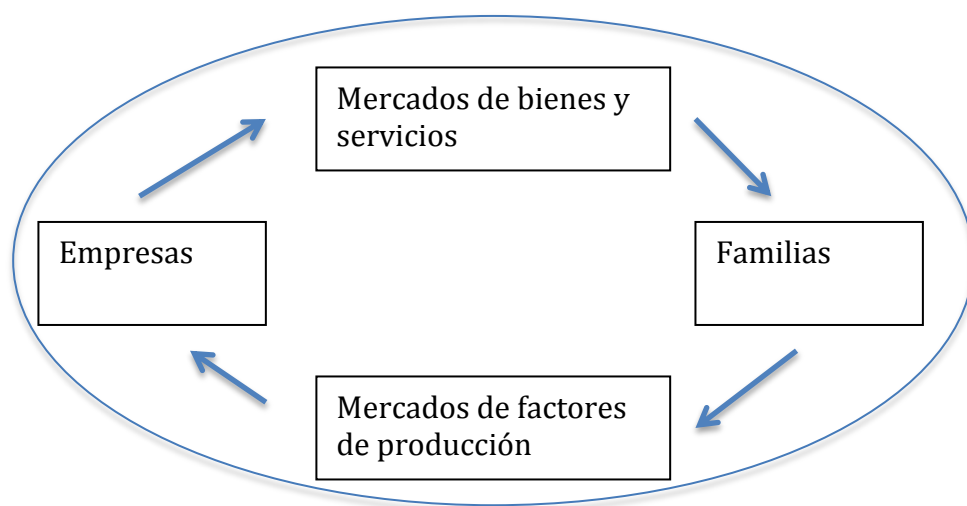 Mercados de bienes y
servicios
Empresas
Familias
Mercados de factores
de producción